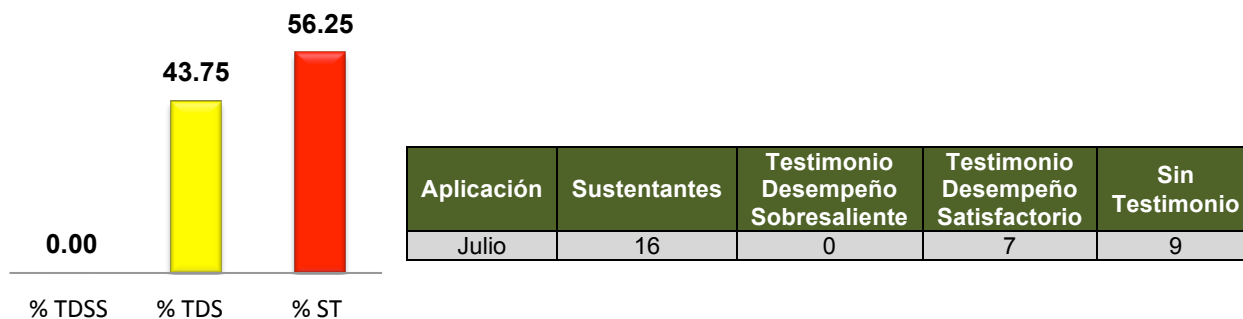 56.25
43.75
0.00
% TDSS % TDS % ST
Aplicación Sustentantes Testimonio Desempeño Sobresaliente Testimonio Desempeño Satisfactorio Sin Testimonio
Julio 16 0 7 9